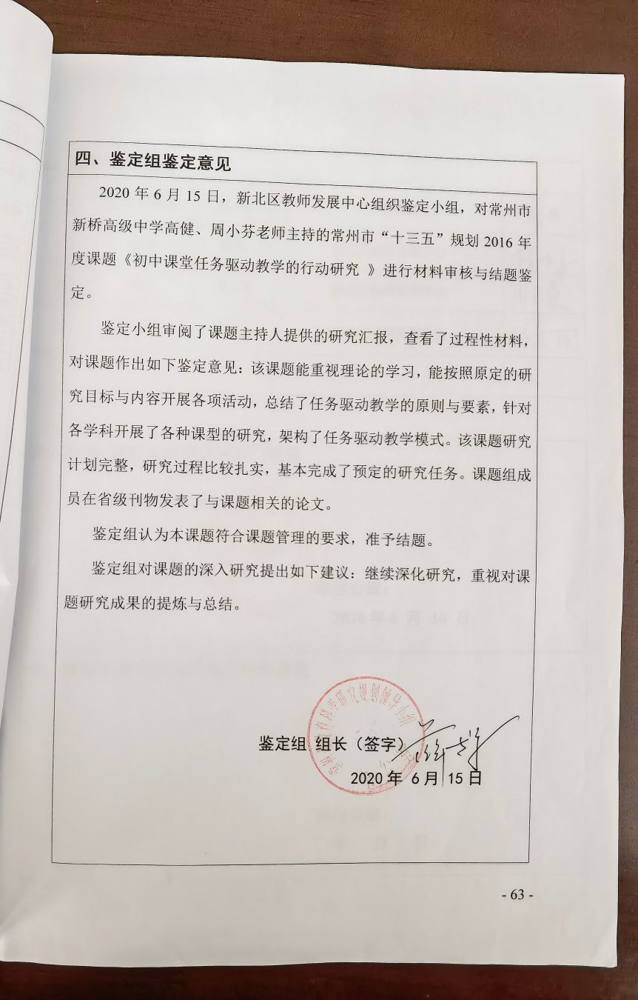 四、鉴定组鉴定意见
2020 年 6 月 15 日，新北区教师发展中心组织鉴定小组，对常州市
新桥高级中学高健、周小芬老师主持的常州市“十三五”规划 2016 年
度课题《初中课堂任务驱动教学的行动研究 》进行材料审核与结题鉴
定。
鉴定小组审阅了课题主持人提供的研究汇报，查看了过程性材料，
对课题作出如下鉴定意见：该课题能重视理论的学习，能按照原定的研
究目标与内容开展各项活动，总结了任务驱动教学的原则与要素，针对
各学科开展了各种课型的研究，架构了任务驱动教学模式。该课题研究
计划完整，研究过程比较扎实，基本完成了预定的研究任务。课题组成
员在省级刊物发表了与课题相关的论文。
鉴定组认为本课题符合课题管理的要求，准予结题。
鉴定组对课题的深入研究提出如下建议：继续深化研究，重视对课
题研究成果的提炼与总结。
鉴定组 组长（签字）
2020 年 6 月 15 日
- 63 -